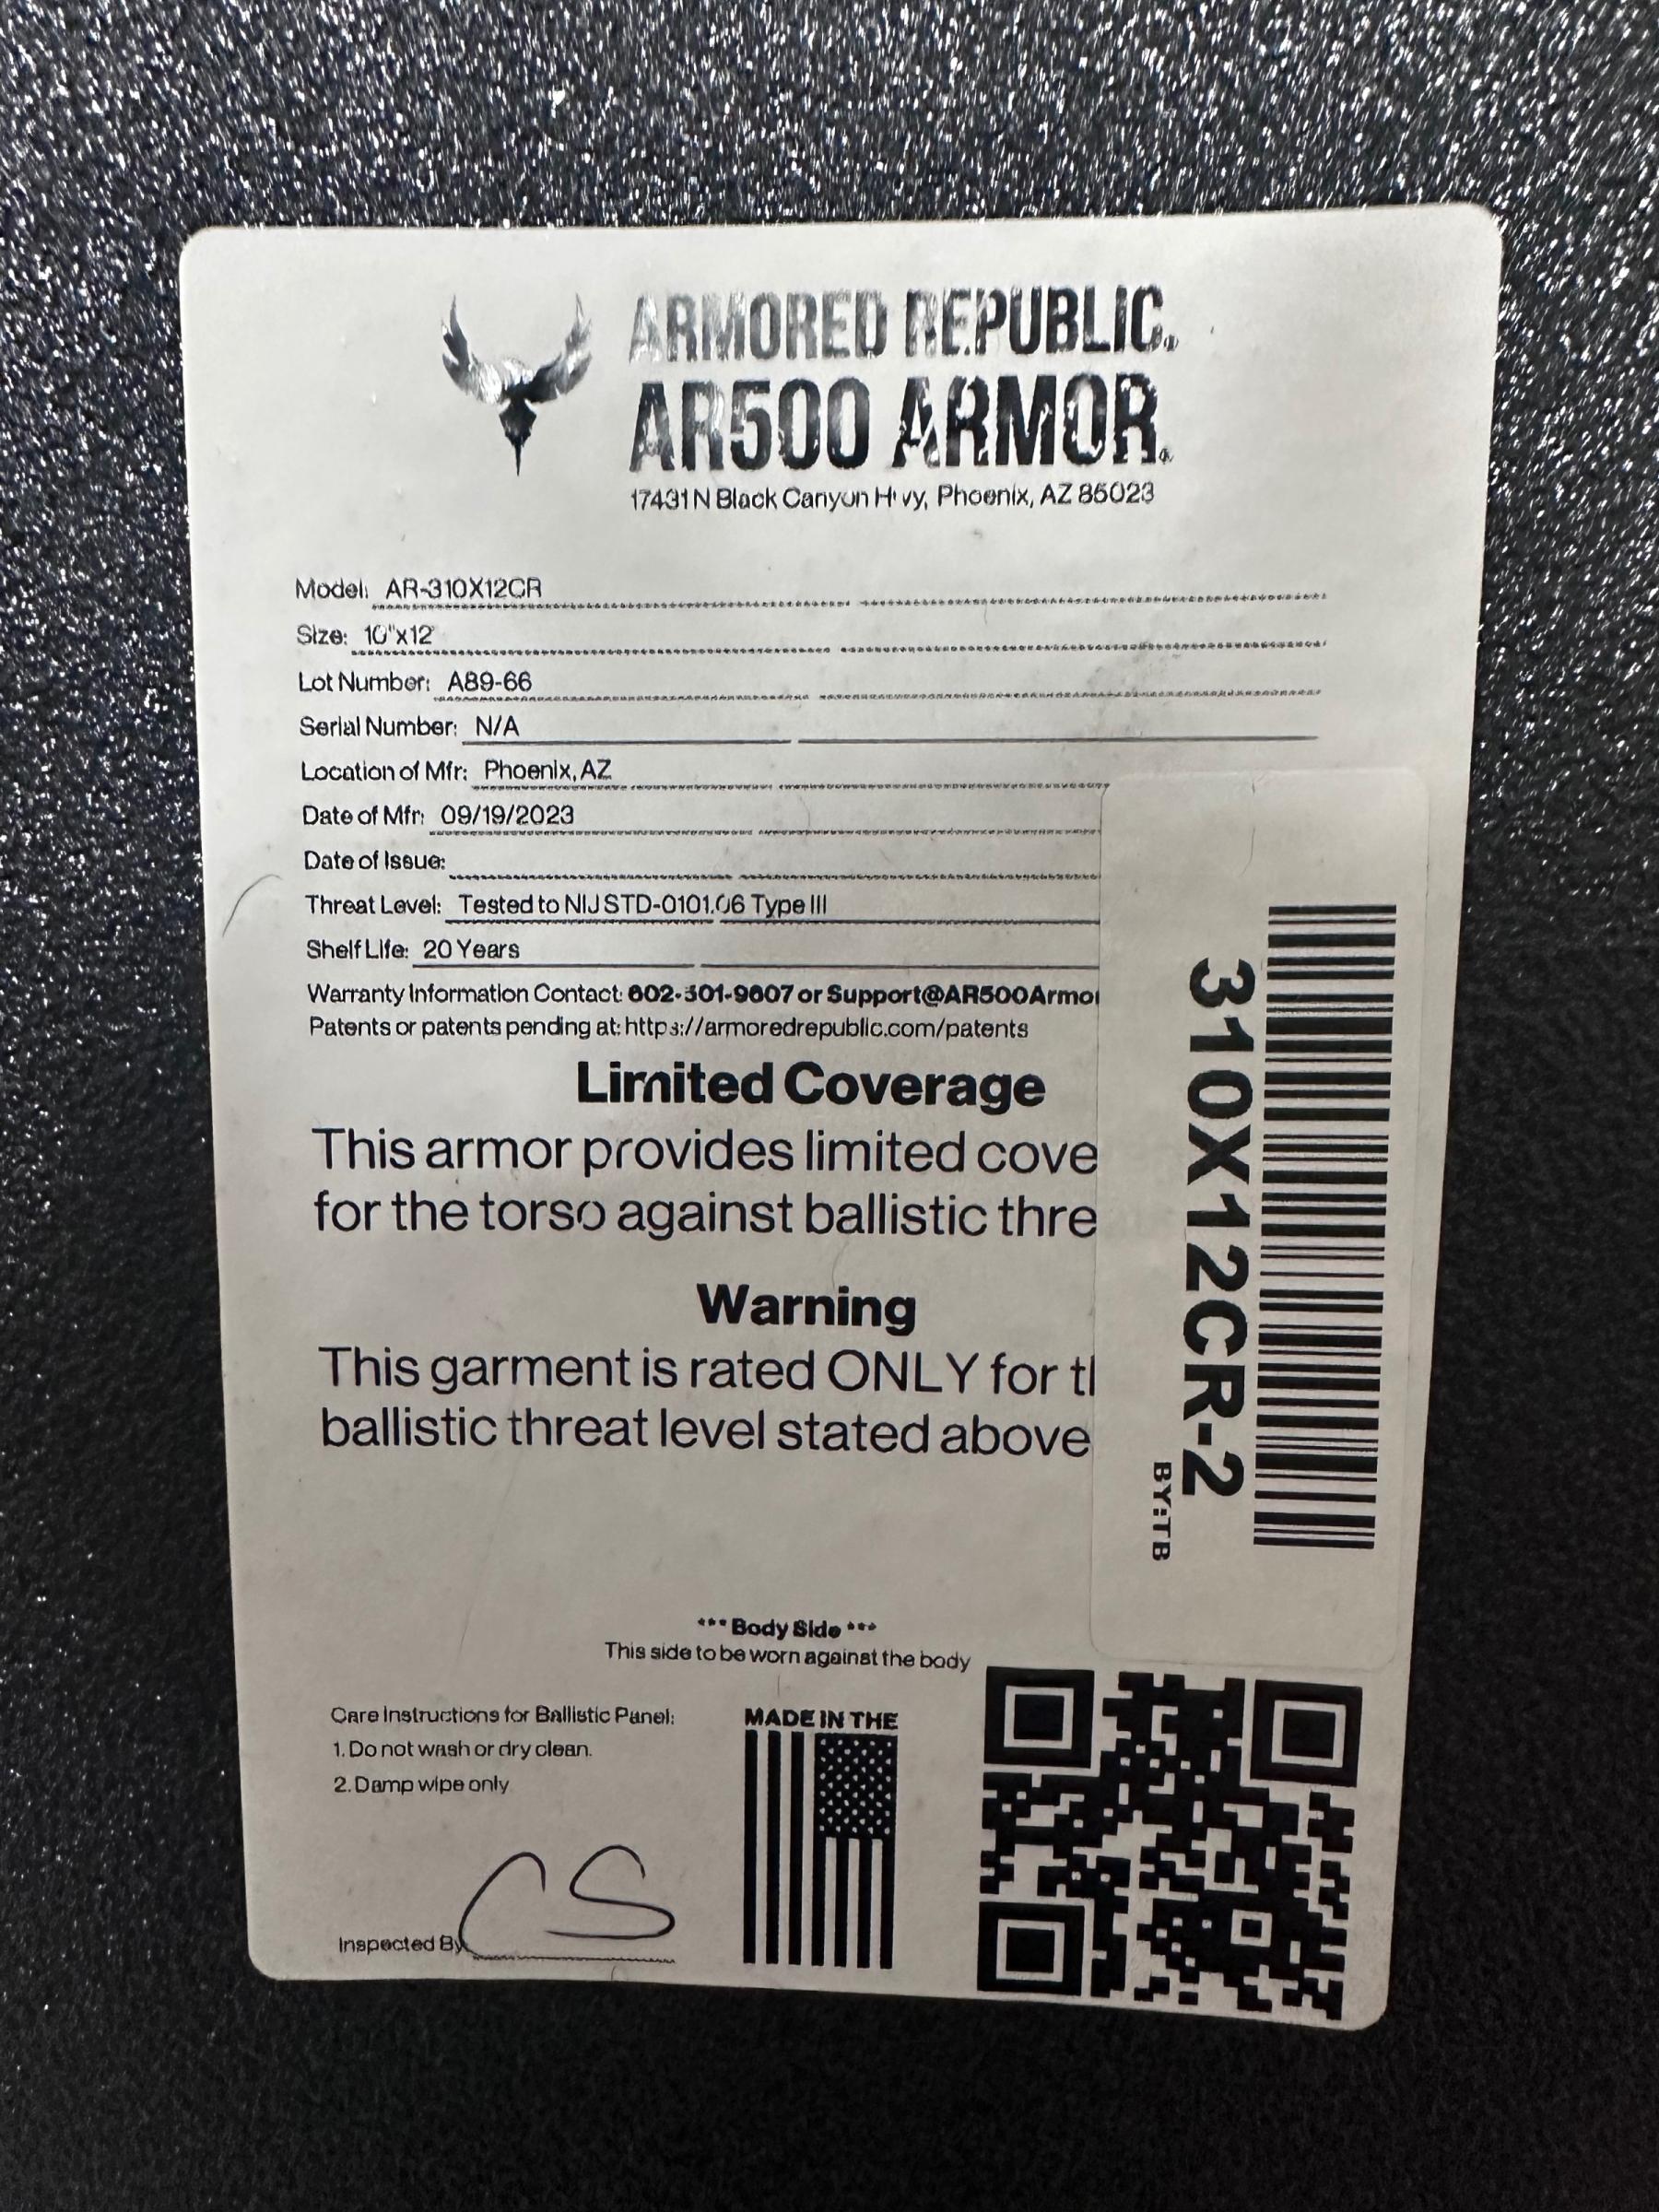 ARMORED REPUBLIC.
AR500 ARMOR.
17431 N Black Canyon Hwy, Phoenix, AZ 85023
Model: AR-310X12CR
Size: 10"x12
Lot Number: A89-66
Serial Number: N/A
Location of Mfr: Phoenix, AZ
Date of Mfr: 09/19/2023
Date of Issue:
Threat Level: Tested to NIJ STD-0101.06 Type III
Shelf Life: 20 Years
Warranty Information Contact: 602-501-9607 or Support@AR500Armo
Patents or patents pending at: https://armoredrepublic.com/patents
Limited Coverage
This armor provides limited cove
for the torso against ballistic thre
Warning
This garment is rated ONLY for t
ballistic threat level stated above
310X12CR-2
BY:TB
*** Body Side ***
This side to be worn against the body
Care Instructions for Ballistic Panel:
1. Do not wash or dry clean.
2. Damp wipe only
MADE IN THE
Inspected By CS